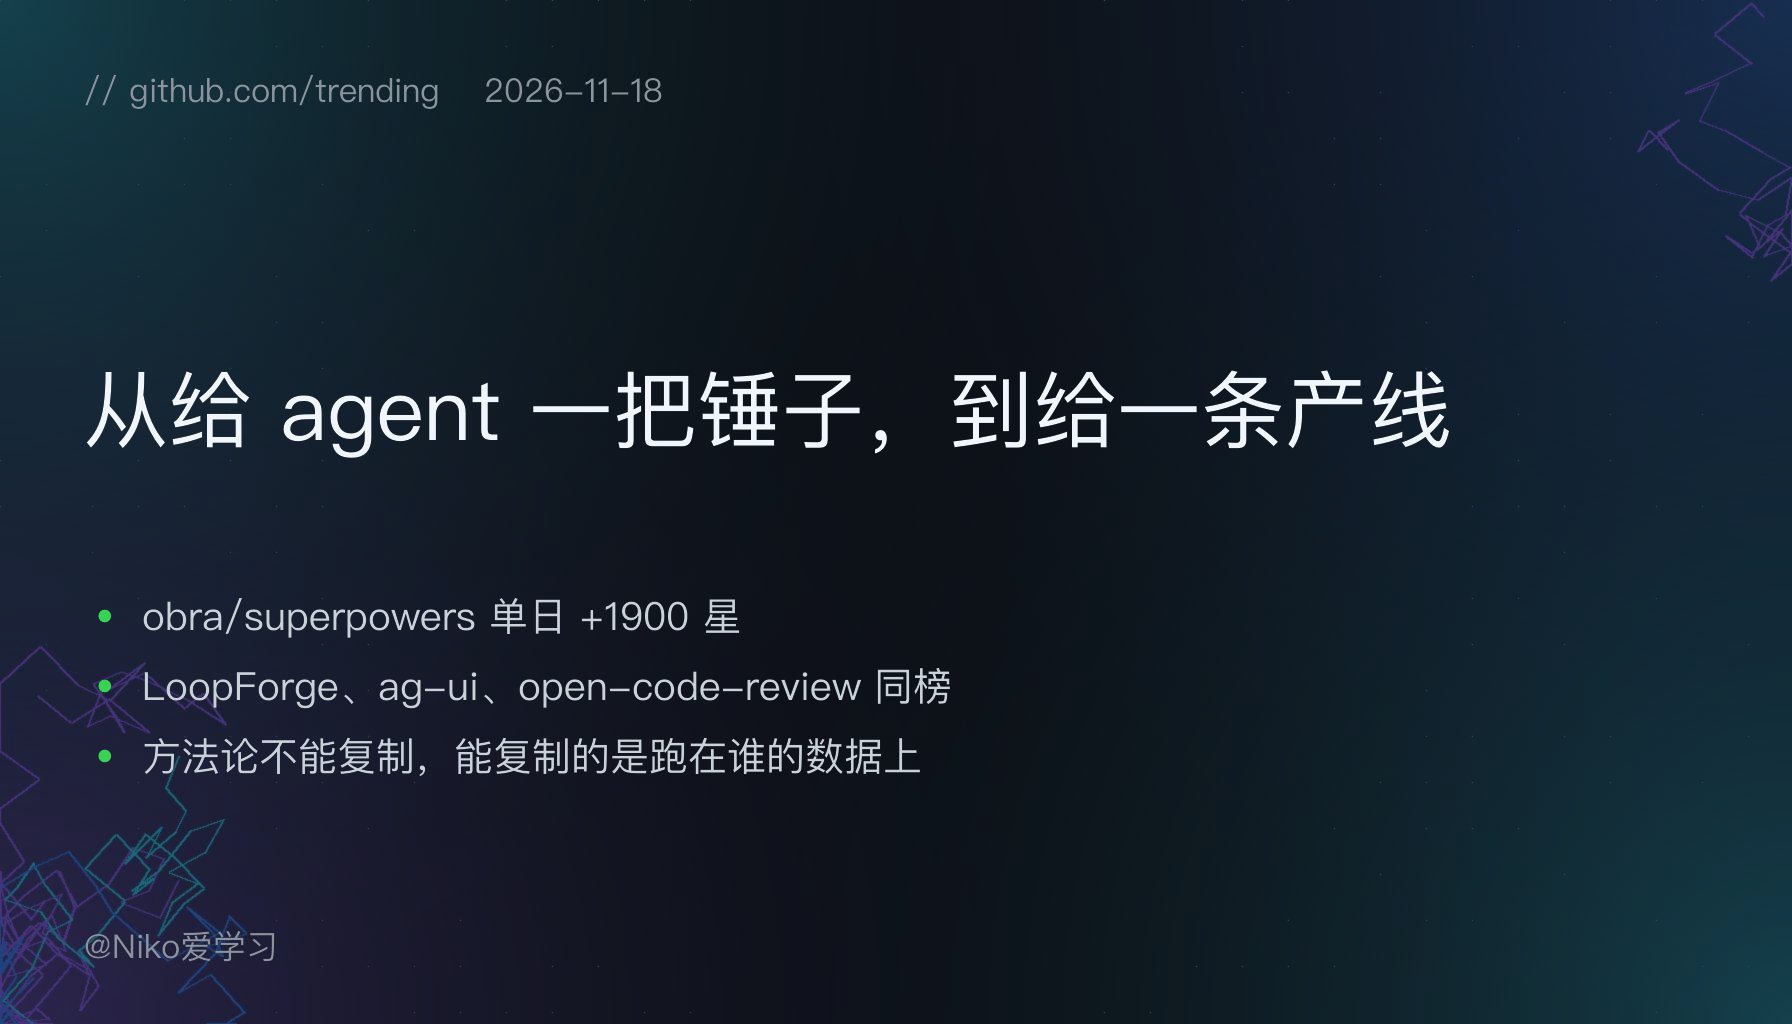 // github.com/trending 2026-11-18
从给 agent 一把锤子，到给一条产线
• obra/superpowers 单日 +1900 星
• LoopForge、ag-ui、open-code-review 同榜
• 方法论不能复制，能复制的是跑在谁的数据上
@Niko爱学习